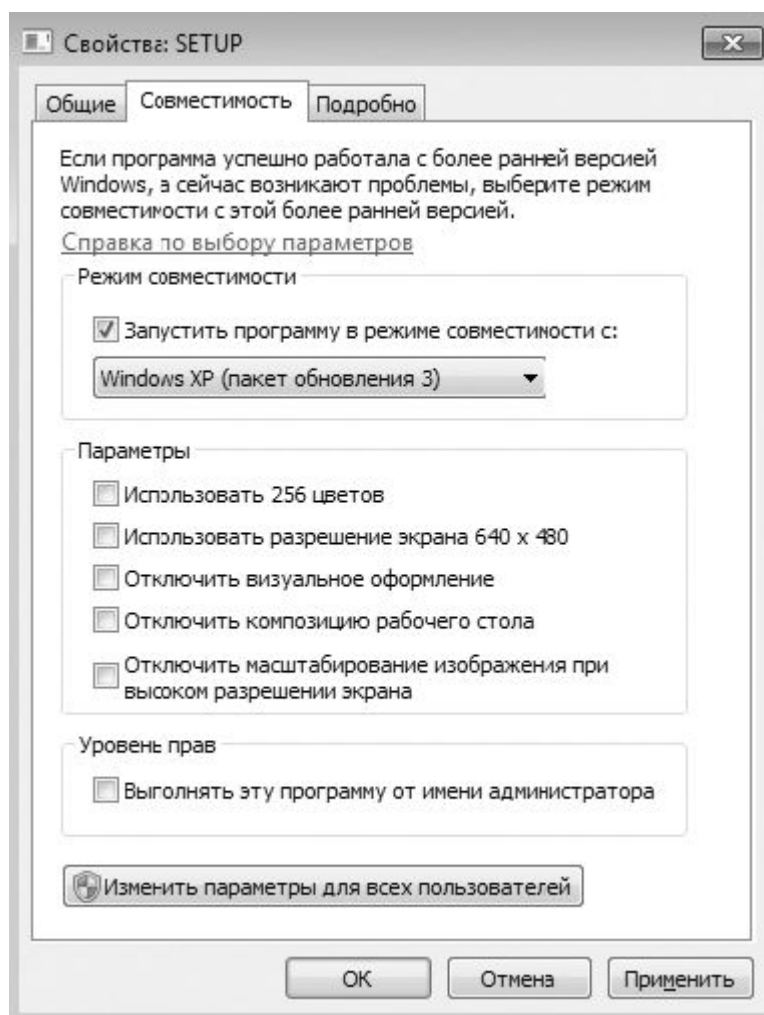 Свойства: SETUP
Общие
Совместимость
Подробно
Если программа успешно работала с более ранней версией
Windows, а сейчас возникают проблемы, выберите режим
совместимости с этой более ранней версией.
Справка по выбору параметров
Режим совместимости
Запустить программу в режиме совместимости с:
Windows XP (пакет обновления 3)
Параметры
Использовать 256 цветов
Использовать разрешение экрана 640 x 480
Отключить визуальное оформление
Отключить композицию рабочего стола
Отключить масштабирование изображения при
высоком разрешении экрана
Уровень прав
Выполнять эту программу от имени администратора
Изменить параметры для всех пользователей
OK
Отмена
Применить